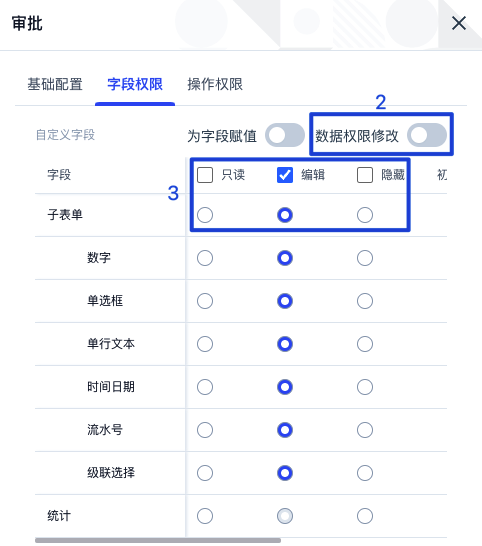 审批
基础配置 字段权限 操作权限
2
自定义字段 为字段赋值 数据权限修改
字段 只读 编辑 隐藏 初
3
子表单
数字
单选框
单行文本
时间日期
流水号
级联选择
统计